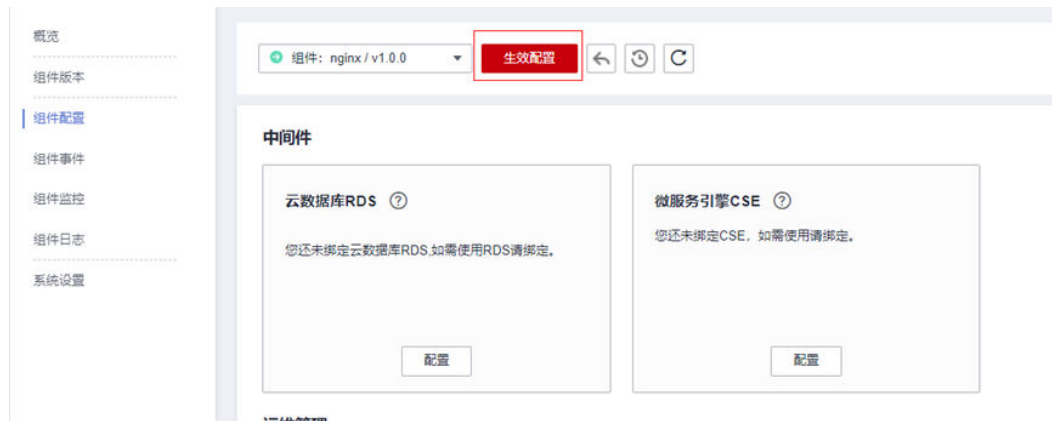 概览
组件版本
组件配置
组件事件
组件监控
组件日志
系统设置
组件：nginx / v1.0.0
生效配置
中间件
云数据库RDS ?
您还未绑定云数据库RDS,如需使用RDS请绑定。
配置
微服务引擎CSE ?
您还未绑定CSE，如需使用请绑定。
配置
运维管理